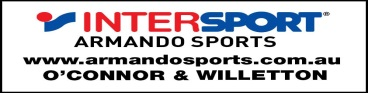 INTERSPORT®
ARMANDO SPORTS
www.armandosports.com.au
O'CONNOR & WILLETTON